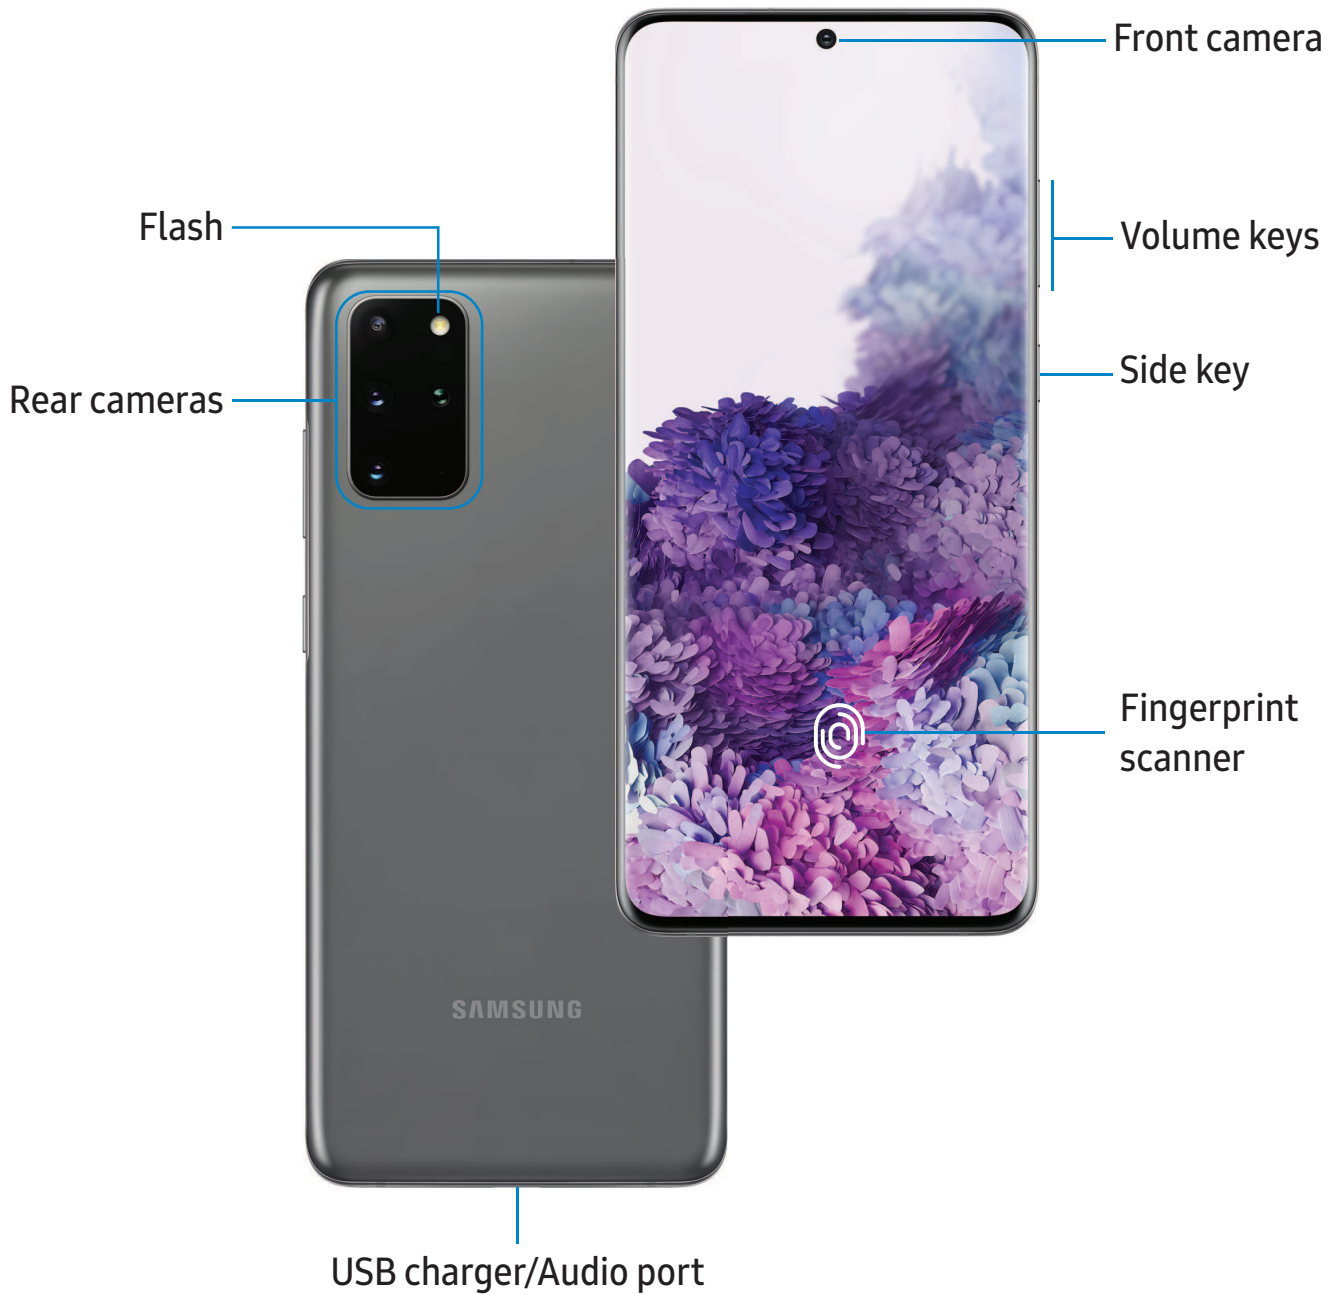 Front camera
Flash
Volume keys
Side key
Rear cameras
Fingerprint
scanner
SAMSUNG
USB charger/Audio port